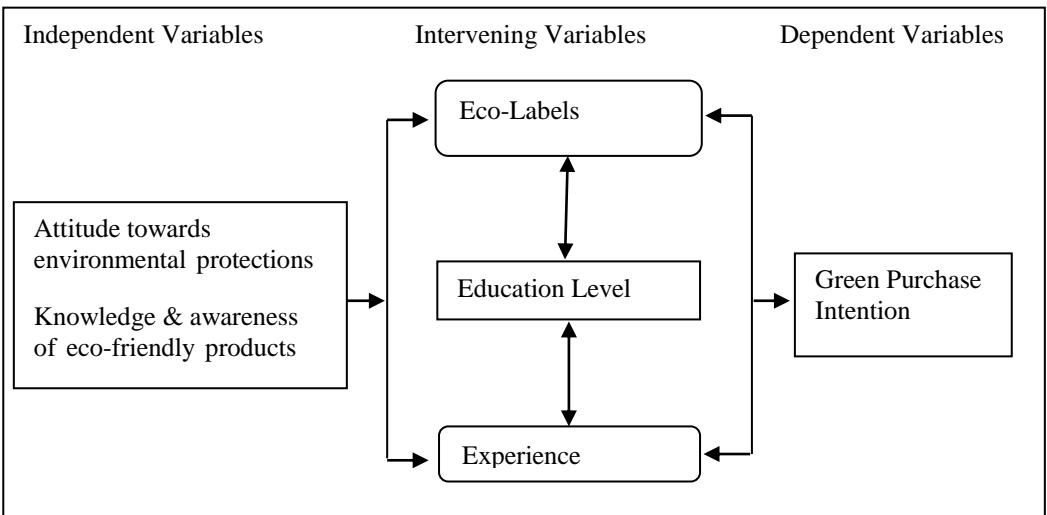 Independent Variables
Intervening Variables
Dependent Variables
Eco-Labels
Attitude towards
environmental protections
Knowledge & awareness
of eco-friendly products
Education Level
Green Purchase
Intention
Experience